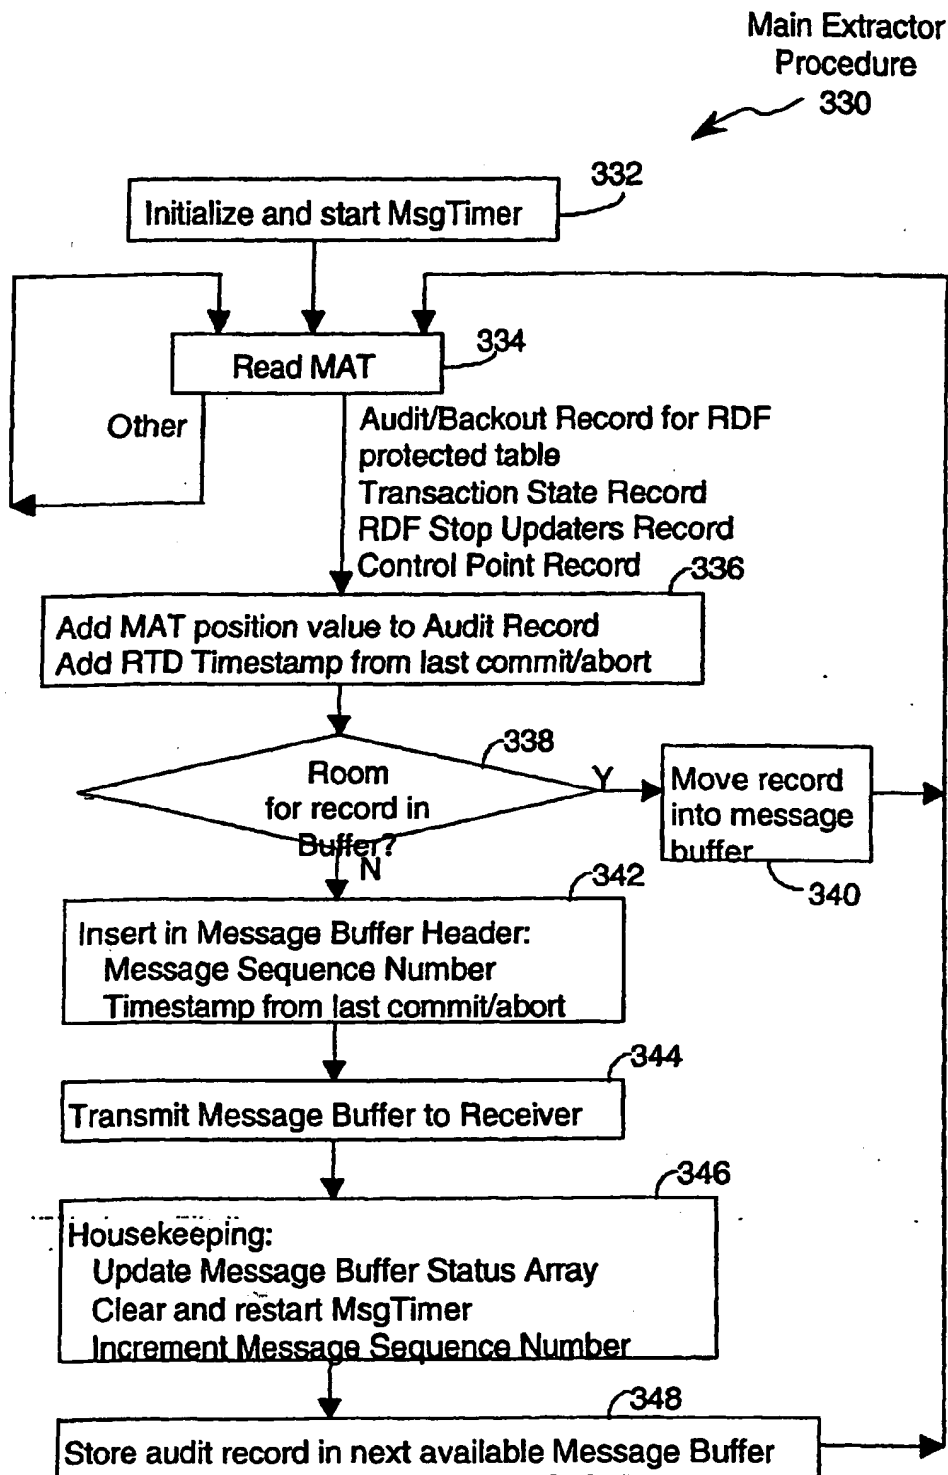 Main Extractor
Procedure
330
332
Initialize and start MsgTimer
334
Read MAT
Other
Audit/Backout Record for RDF
protected table
Transaction State Record
RDF Stop Updaters Record
Control Point Record
336
Add MAT position value to Audit Record
Add RTD Timestamp from last commit/abort
338
Room
for record in
Buffer?
Y
Move record
into message
buffer
340
N
342
Insert in Message Buffer Header:
Message Sequence Number
Timestamp from last commit/abort
344
Transmit Message Buffer to Receiver
346
Housekeeping:
Update Message Buffer Status Array
Clear and restart MsgTimer
Increment Message Sequence Number
348
Store audit record in next available Message Buffer